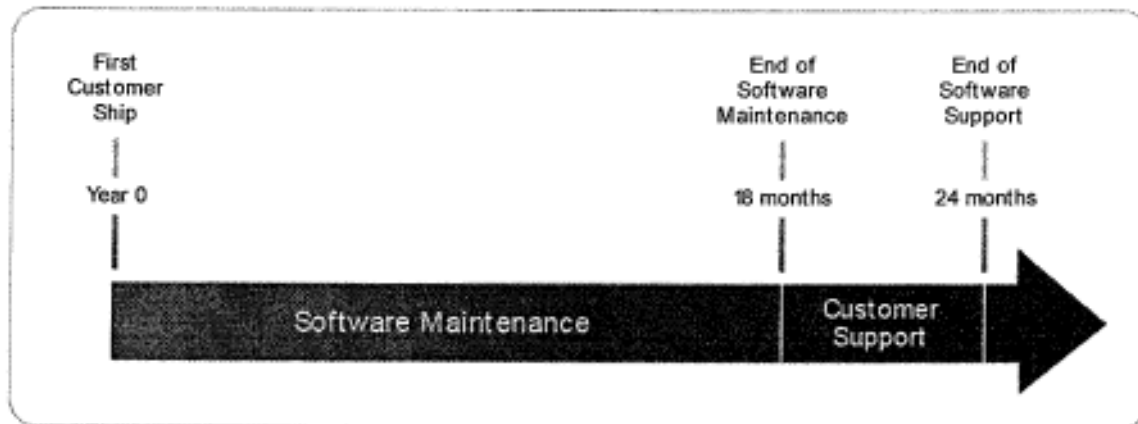 First
Customer
Ship
Year 0
End of
Software
Maintenance
18 months
End of
Software
Support
24 months
Software Maintenance
Customer
Support